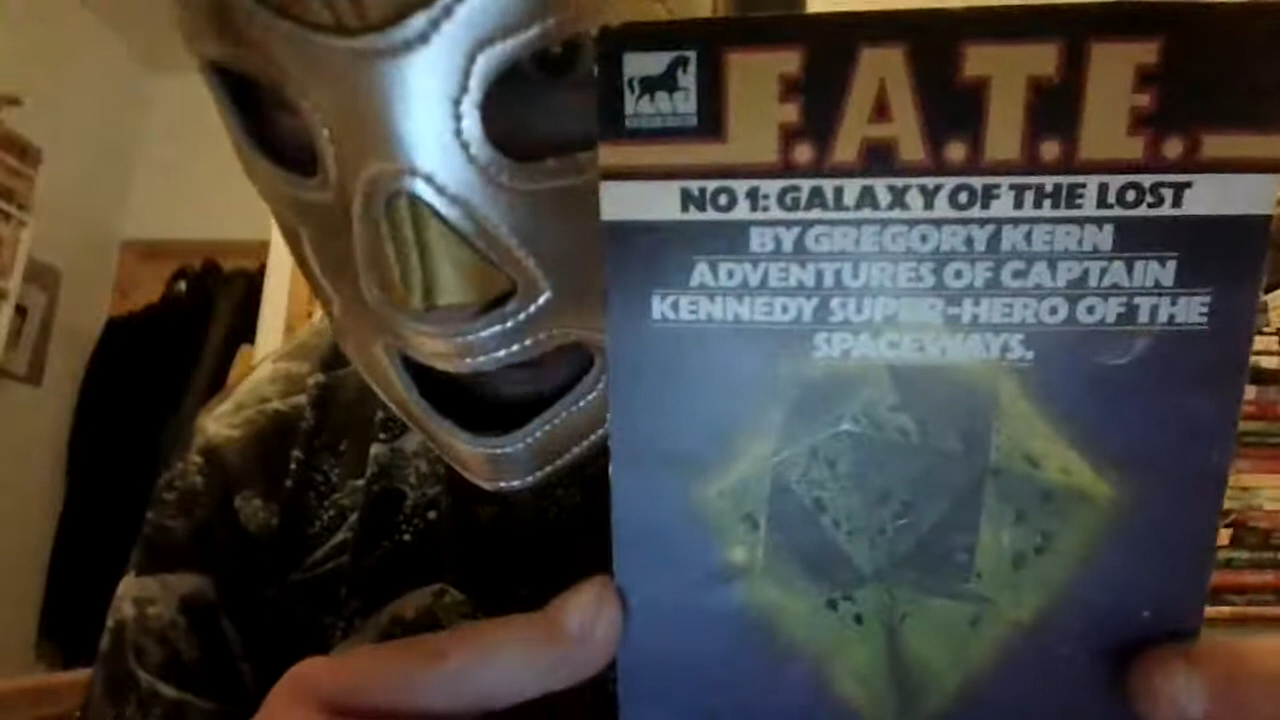 F.A.T.E.
NO 1: GALAXY OF THE LOST
BY GREGORY KERN
ADVENTURES OF CAPTAIN
KENNEDY SUPER-HERO OF THE
SPACEWAYS.